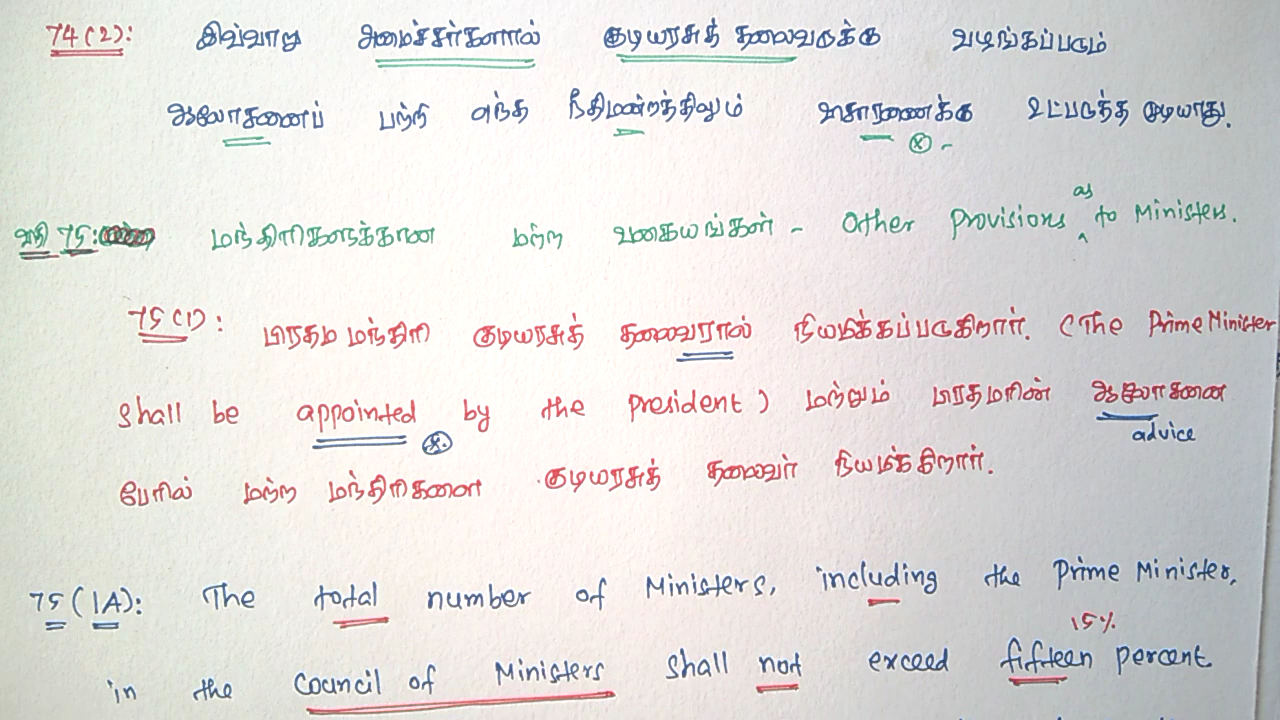 74(2): இவ்வாறு அமைச்சர்களால் குடியரசுத் தலைவருக்கு வழங்கப்படும்
ஆலோசனைப் பற்றி எந்த நீதிமன்றத்திலும் விசாரணைக்கு உட்படுத்த முடியாது.
விதி 75: மந்திரிகளுக்கான மற்ற வகையங்கள் - Other Provisions as to Ministers.
75(1): பிரதம மந்திரி குடியரசுத் தலைவரால் நியமிக்கப்படுகிறார். (The Prime Minister
shall be appointed by the President) மற்றும் பிரதமரின் ஆலோசனை
advice
பேரில் மற்ற மந்திரிகளை குடியரசுத் தலைவர் நியமிக்கிறார்.
75(1A): The total number of Ministers, including the Prime Minister,
15%
in the Council of Ministers shall not exceed fifteen percent